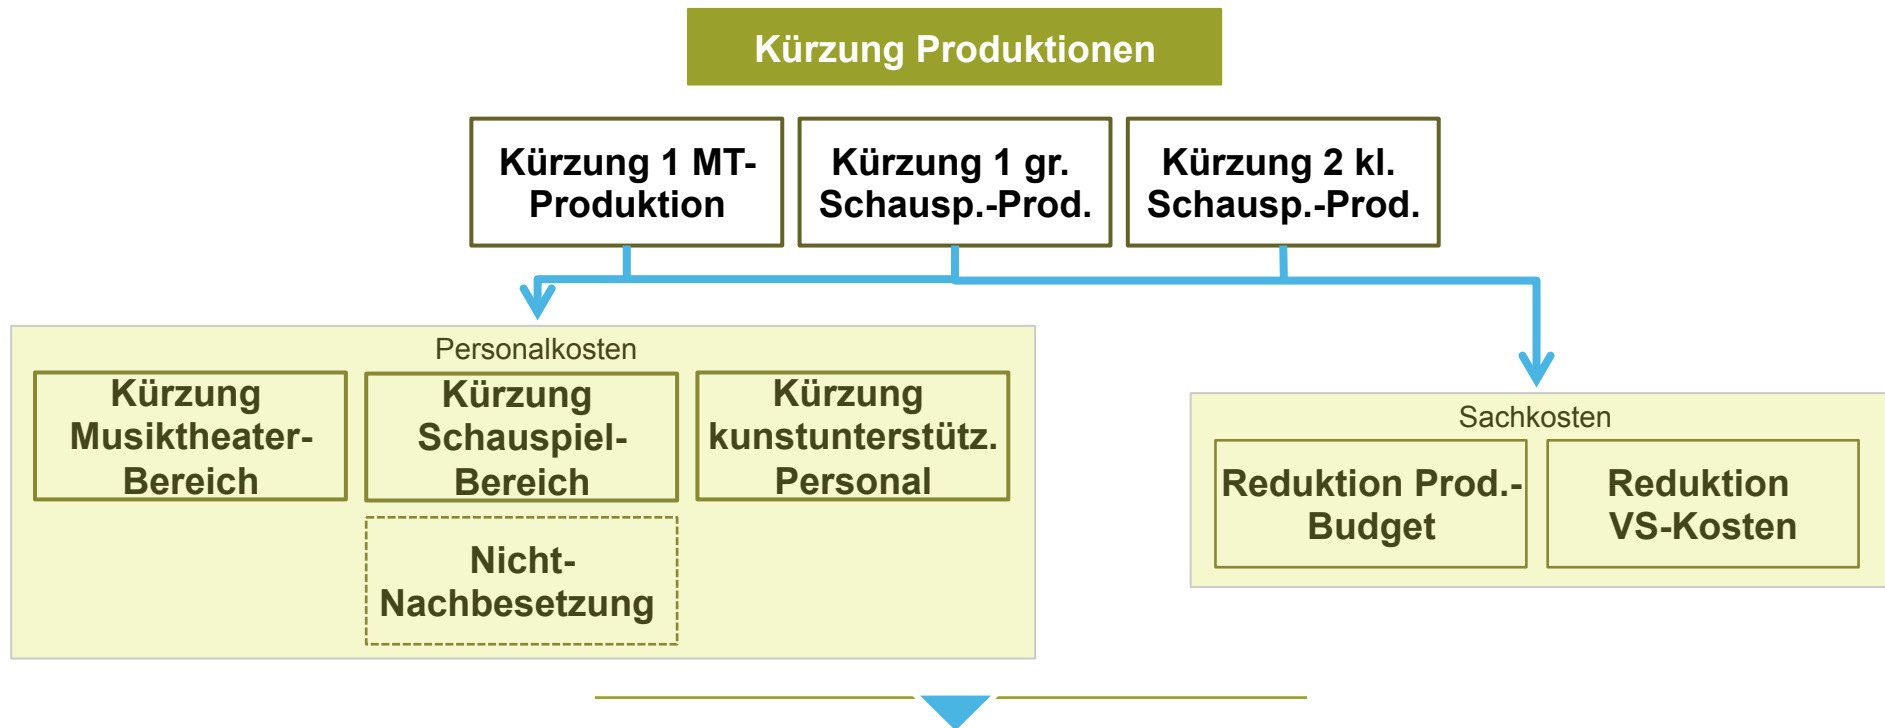 Kürzung Produktionen
Kürzung 1 MT-
Produktion
Kürzung 1 gr.
Schausp.-Prod.
Kürzung 2 kl.
Schausp.-Prod.
Personalkosten
Kürzung
Musiktheater-
Bereich
Kürzung
Schauspiel-
Bereich
Kürzung
kunstunterstütz.
Personal
Nicht-
Nachbesetzung
Sachkosten
Reduktion Prod.-
Budget
Reduktion
VS-Kosten